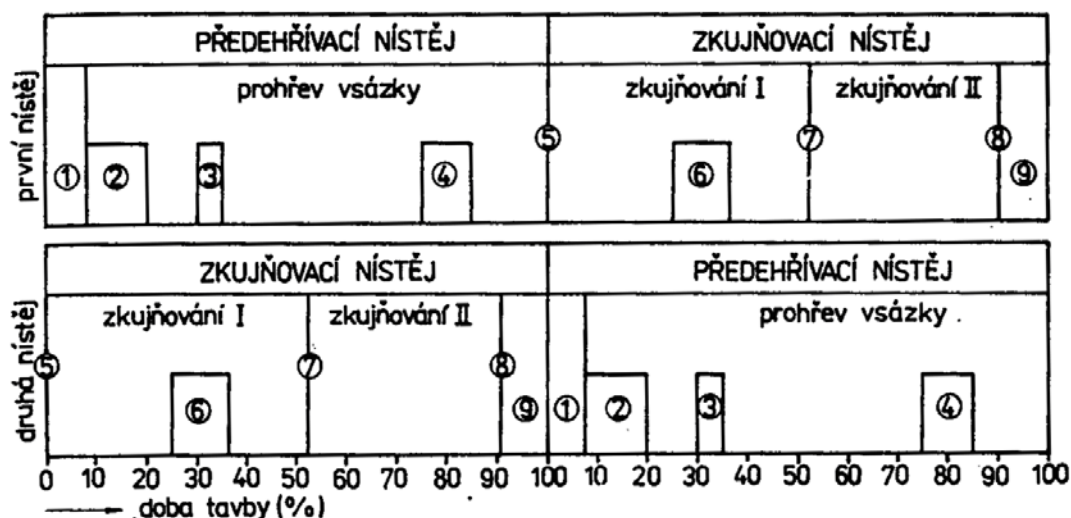 PŘEDEHŘÍVACÍ NÍSTĚJ ZKUJŇOVACÍ NÍSTĚJ
první nístěj
prohřev vsázky zkujňování I zkujňování II
① ② ③ ④ ⑤ ⑥ ⑦ ⑧ ⑨
ZKUJŇOVACÍ NÍSTĚJ PŘEDEHŘÍVACÍ NÍSTĚJ
druhá nístěj
zkujňování I zkujňování II prohřev vsázky
⑤ ⑥ ⑦ ⑧ ⑨ ① ② ③ ④
0 10 20 30 40 50 60 70 80 90 100 10 20 30 40 50 60 70 80 90 100
doba tavby (%)